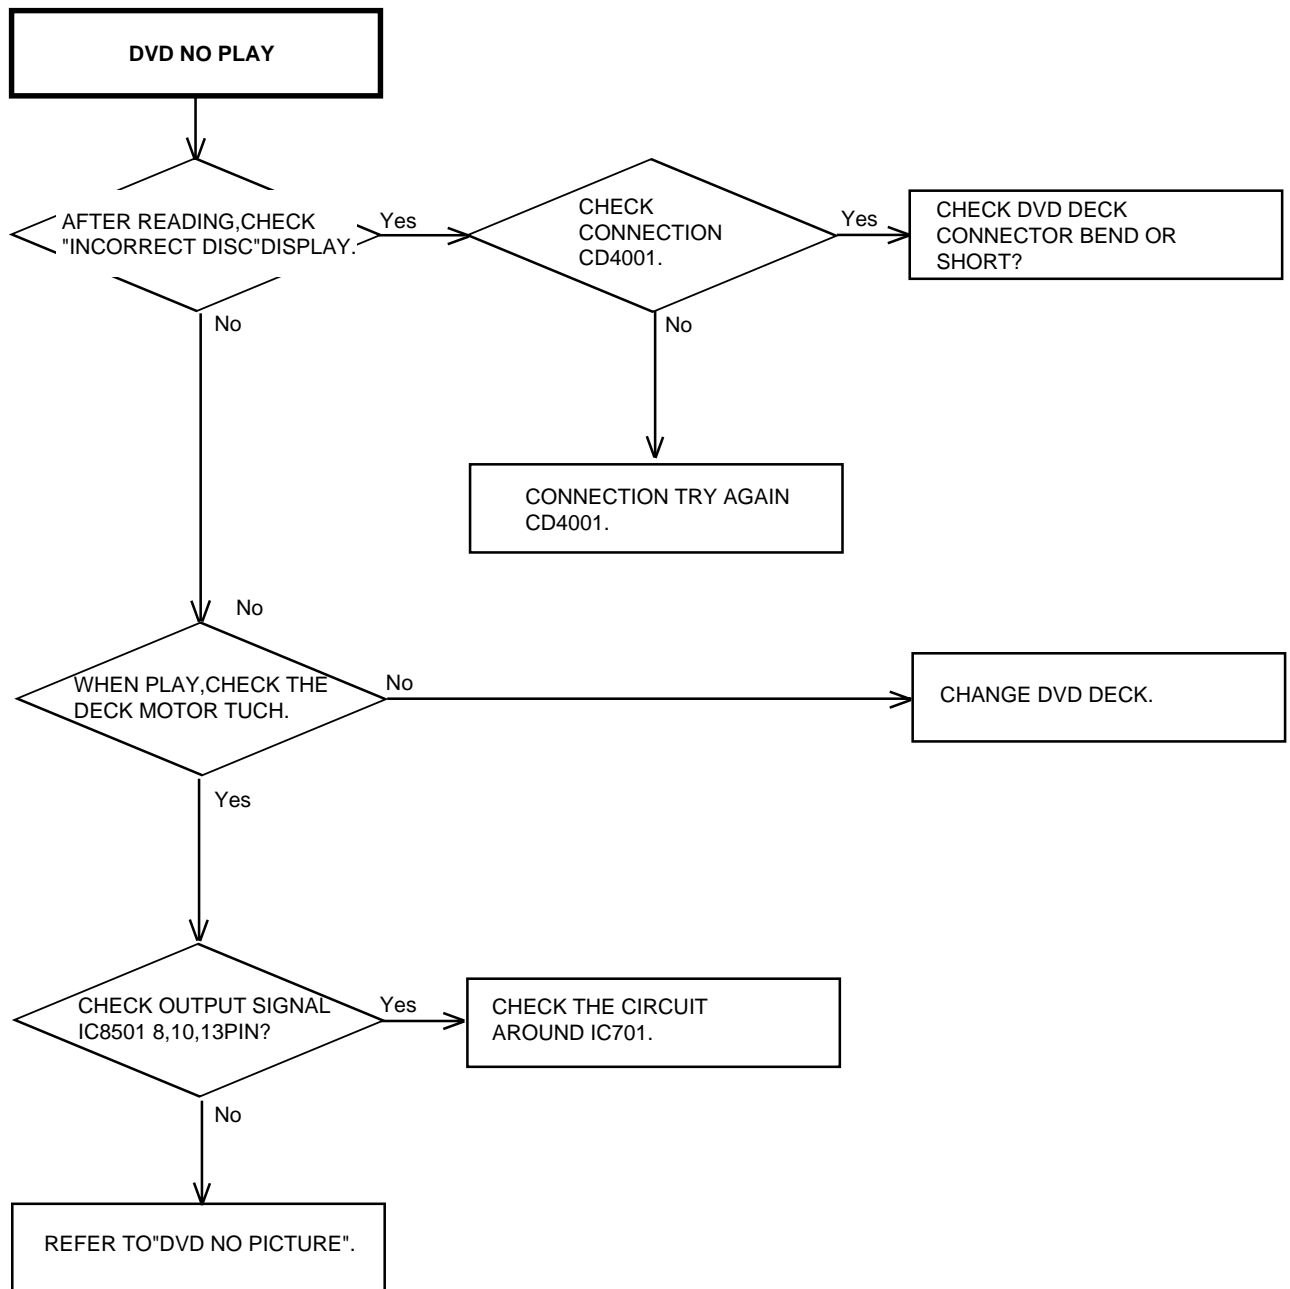 DVD NO PLAY
AFTER READING,CHECK
"INCORRECT DISC"DISPLAY.
Yes
CHECK
CONNECTION
CD4001.
Yes
CHECK DVD DECK
CONNECTOR BEND OR
SHORT?
No
No
CONNECTION TRY AGAIN
CD4001.
No
WHEN PLAY,CHECK THE
DECK MOTOR TUCH.
No
CHANGE DVD DECK.
Yes
CHECK OUTPUT SIGNAL
IC8501 8,10,13PIN?
Yes
CHECK THE CIRCUIT
AROUND IC701.
No
REFER TO"DVD NO PICTURE".